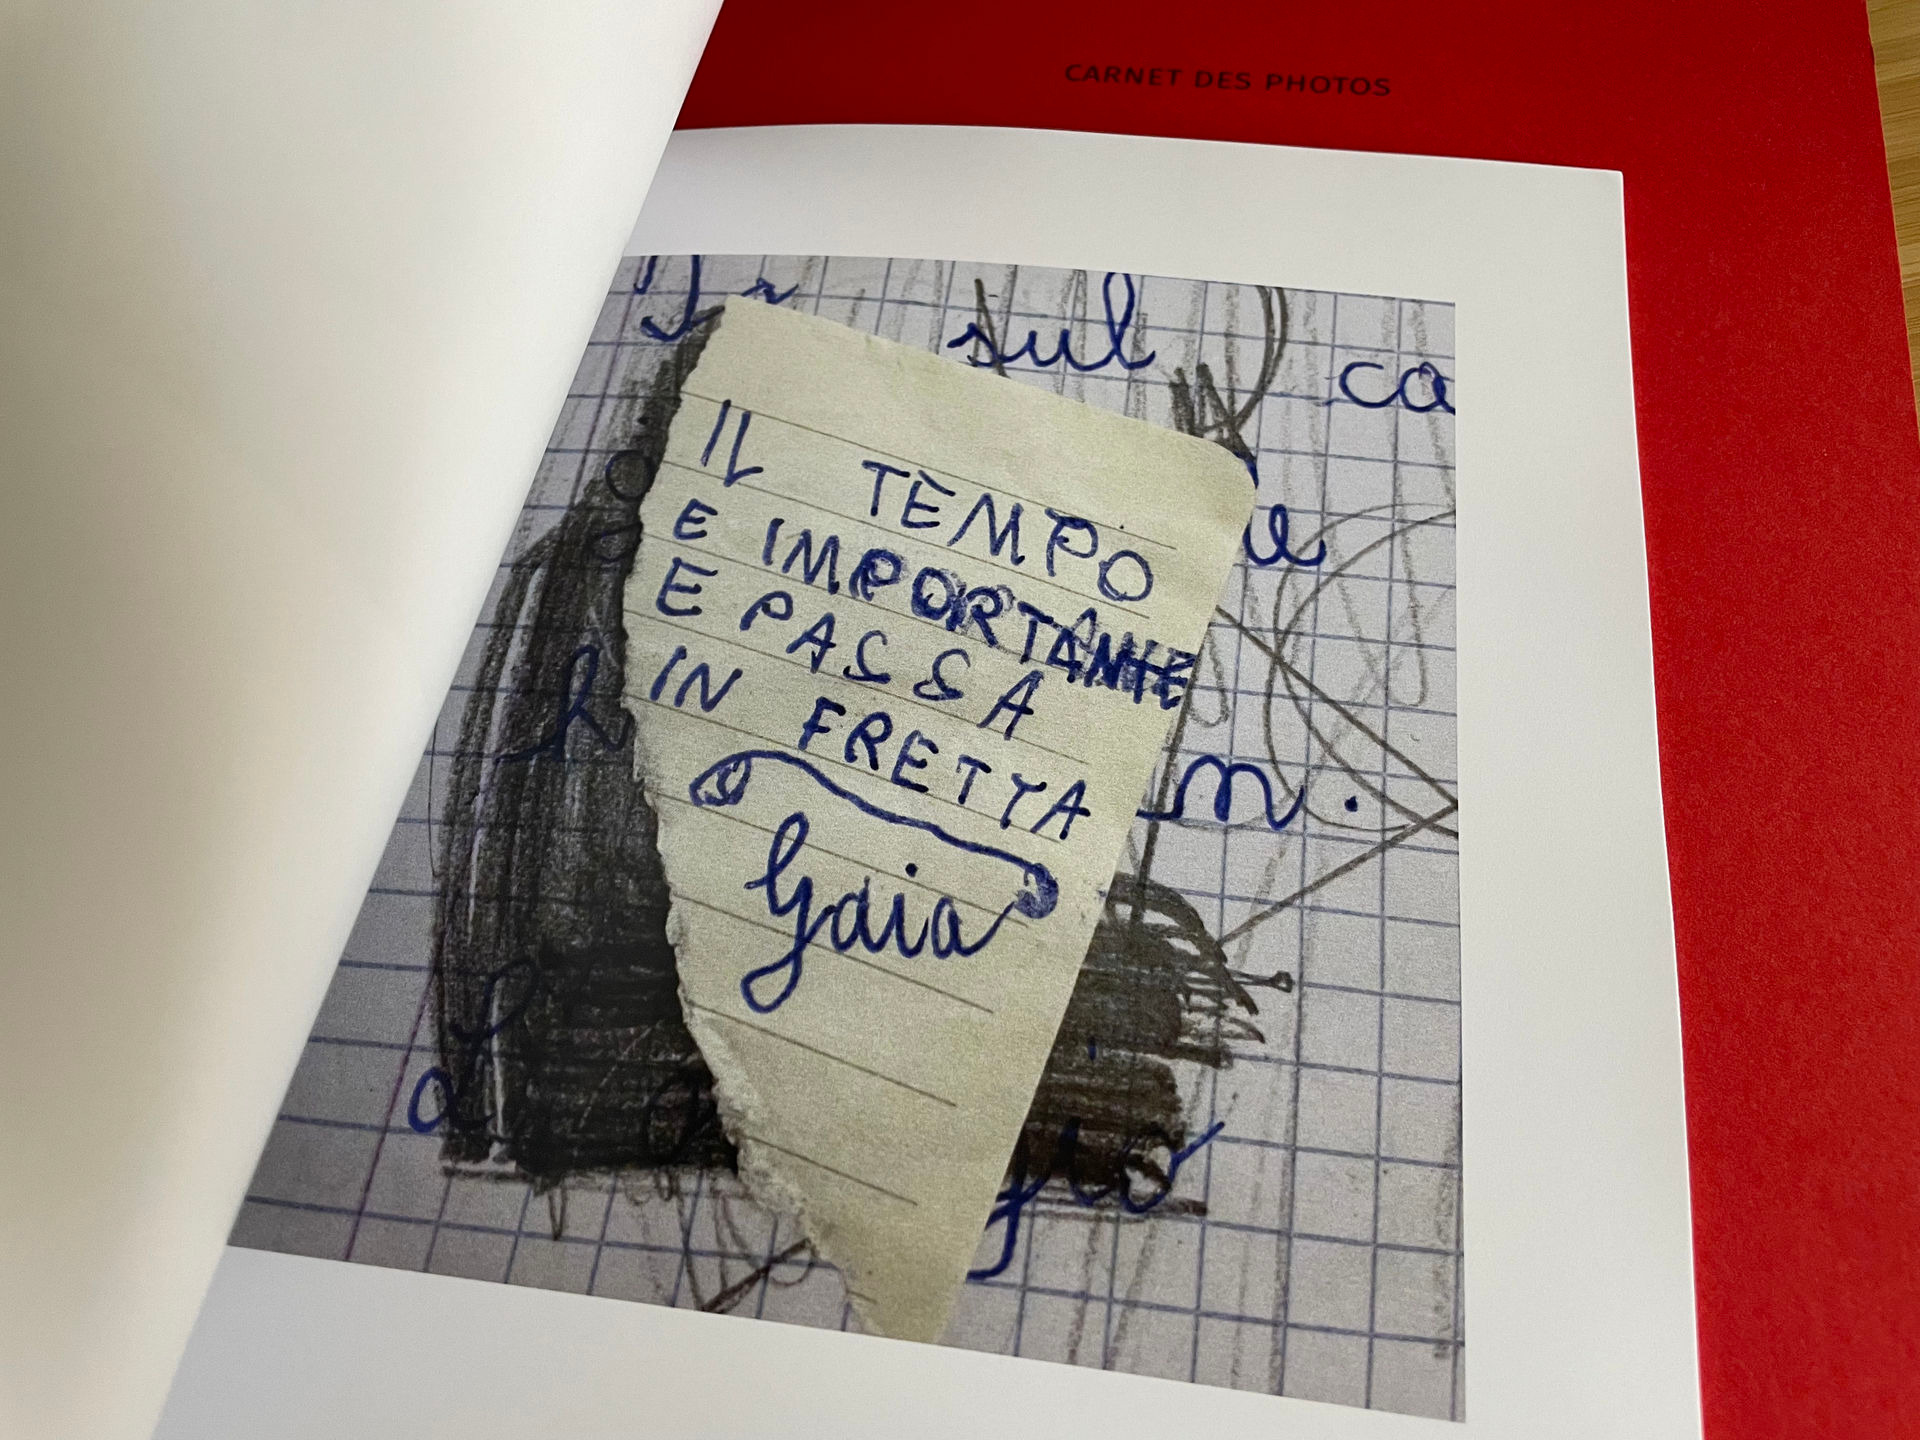 CARNET DES PHOTOS
sul
ca
IL TEMPO
E IMPORTANTE
E PASSA
IN FRETTA
Gaia